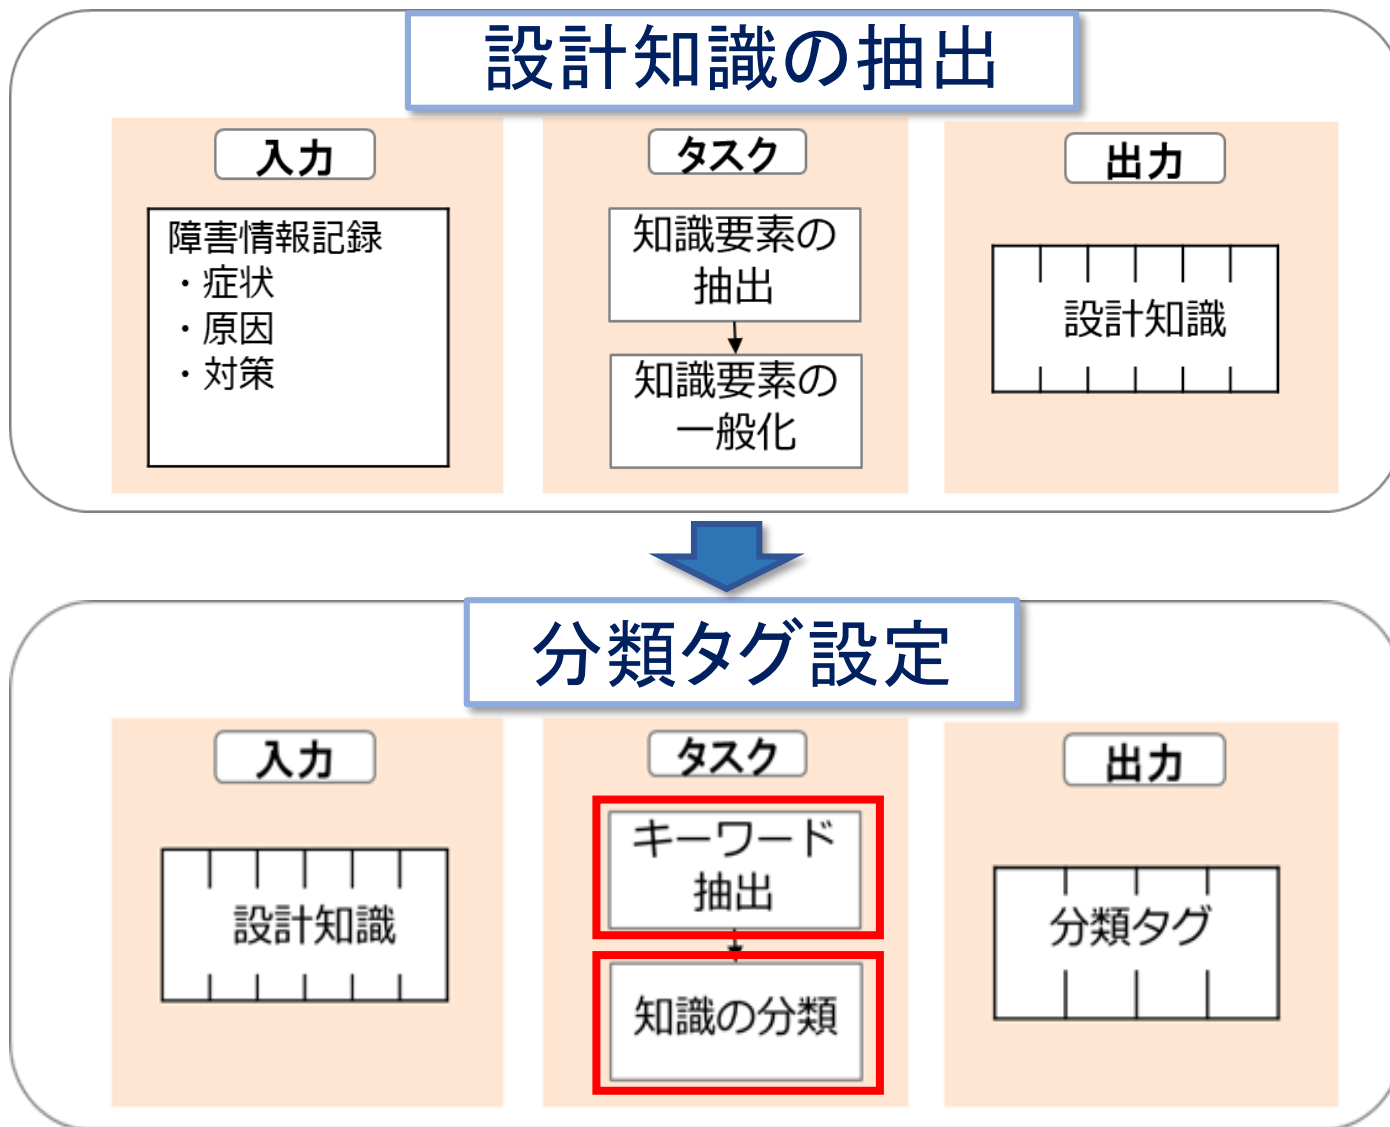 設計知識の抽出
入力
障害情報記録
・症状
・原因
・対策
タスク
知識要素の
抽出
知識要素の
一般化
出力
設計知識
分類タグ設定
入力
設計知識
タスク
キーワード
抽出
知識の分類
出力
分類タグ